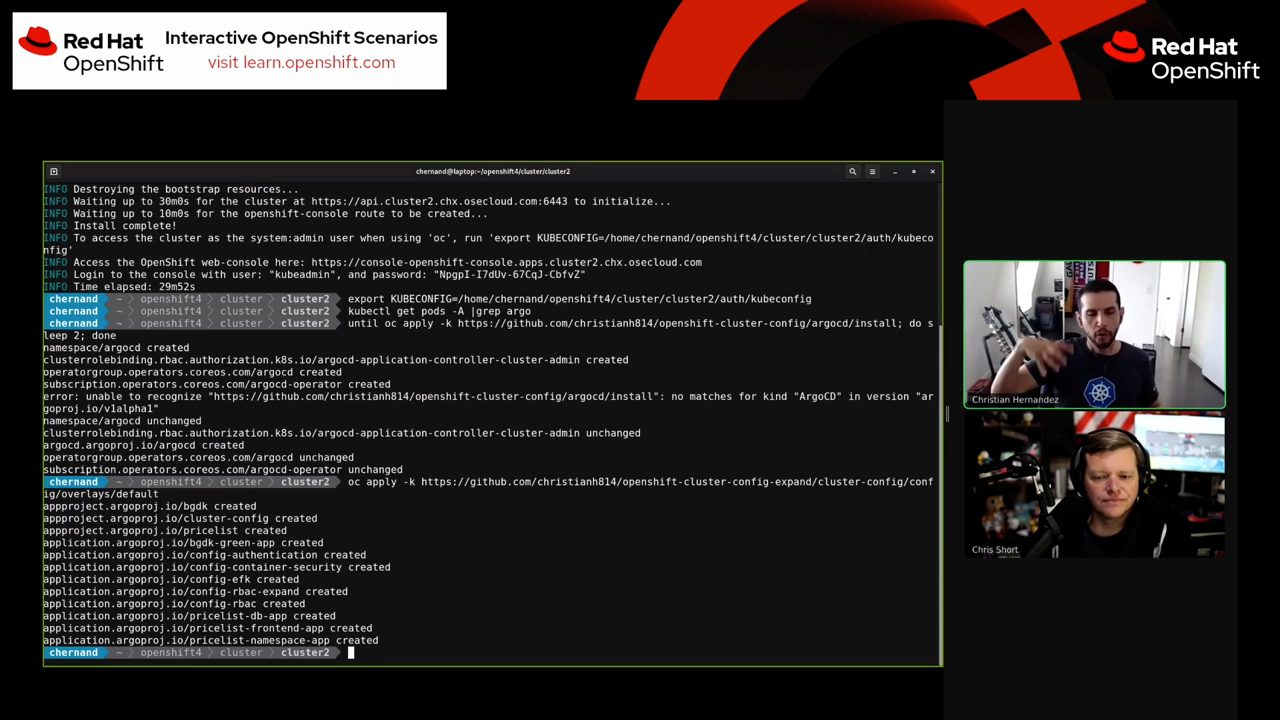 Red Hat
OpenShift
Interactive OpenShift Scenarios
visit learn.openshift.com
Red Hat
OpenShift
chernand@laptop:~/openshift4/cluster/cluster2
INFO Destroying the bootstrap resources...
INFO Waiting up to 30m0s for the cluster at https://api.cluster2.chx.osecloud.com:6443 to initialize...
INFO Waiting up to 10m0s for the openshift-console route to be created...
INFO Install complete!
INFO To access the cluster as the system:admin user when using 'oc', run 'export KUBECONFIG=/home/chernand/openshift4/cluster/cluster2/auth/kubeco
nfig'
INFO Access the OpenShift web-console here: https://console-openshift-console.apps.cluster2.chx.osecloud.com
INFO Login to the console with user: "kubeadmin", and password: "NpgpI-I7dUv-67CqJ-CbfvZ"
INFO Time elapsed: 29m52s
chernand ~ openshift4 cluster cluster2 export KUBECONFIG=/home/chernand/openshift4/cluster/cluster2/auth/kubeconfig
chernand ~ openshift4 cluster cluster2 kubectl get pods -A |grep argo
chernand ~ openshift4 cluster cluster2 until oc apply -k https://github.com/christianh814/openshift-cluster-config/argocd/install; do s
leep 2; done
namespace/argocd created
clusterrolebinding.rbac.authorization.k8s.io/argocd-application-controller-cluster-admin created
operatorgroup.operators.coreos.com/argocd created
subscription.operators.coreos.com/argocd-operator created
error: unable to recognize "https://github.com/christianh814/openshift-cluster-config/argocd/install": no matches for kind "ArgoCD" in version "ar
goproj.io/v1alpha1"
namespace/argocd unchanged
clusterrolebinding.rbac.authorization.k8s.io/argocd-application-controller-cluster-admin unchanged
argocd.argoproj.io/argocd created
operatorgroup.operators.coreos.com/argocd unchanged
subscription.operators.coreos.com/argocd-operator unchanged
chernand ~ openshift4 cluster cluster2 oc apply -k https://github.com/christianh814/openshift-cluster-config-expand/cluster-config/conf
ig/overlays/default
appproject.argoproj.io/bgdk created
appproject.argoproj.io/cluster-config created
appproject.argoproj.io/pricelist created
application.argoproj.io/bgdk-green-app created
application.argoproj.io/config-authentication created
application.argoproj.io/config-container-security created
application.argoproj.io/config-efk created
application.argoproj.io/config-rbac-expand created
application.argoproj.io/config-rbac created
application.argoproj.io/pricelist-db-app created
application.argoproj.io/pricelist-frontend-app created
application.argoproj.io/pricelist-namespace-app created
chernand ~ openshift4 cluster cluster2
Christian Hernandez
Chris Short